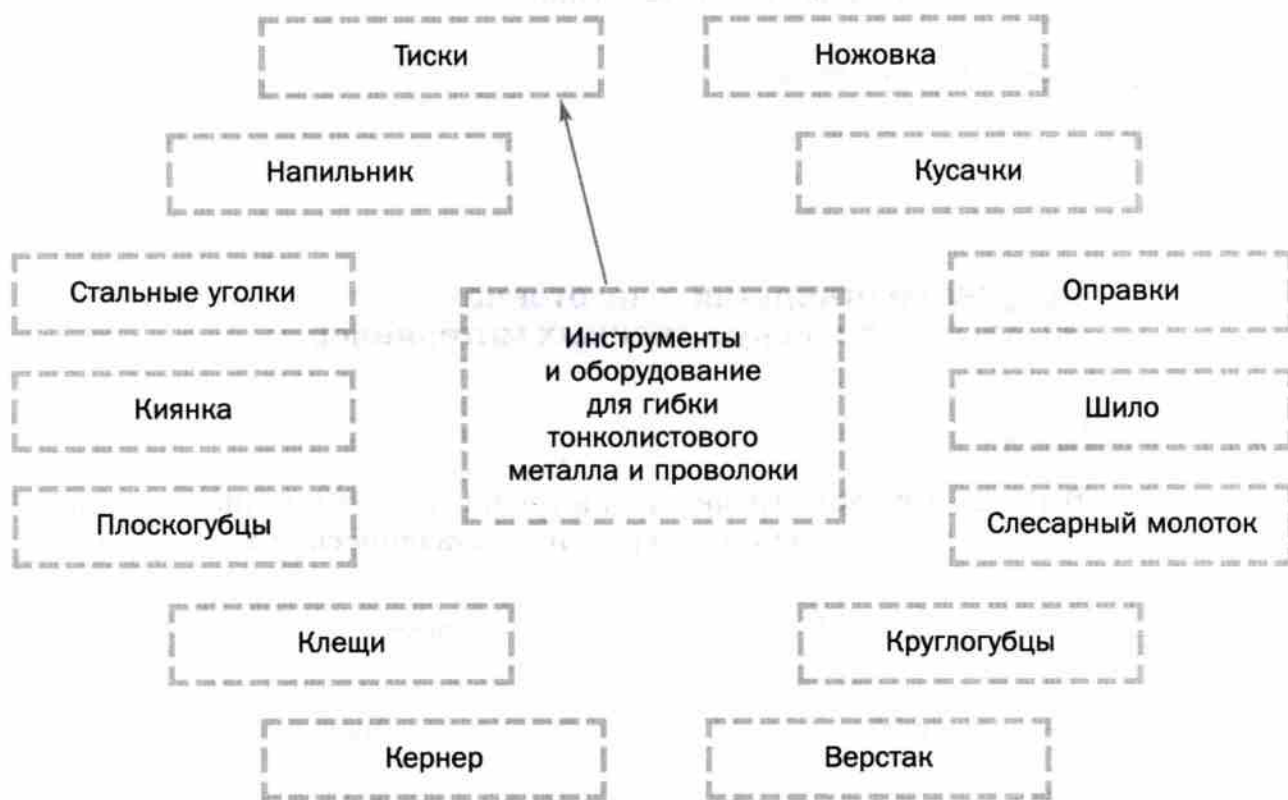 Тиски
Ножовка
Напильник
Кусачки
Стальные уголки
Оправки
Инструменты
и оборудование
для гибки
тонколистового
металла и проволоки
Киянка
Шило
Плоскогубцы
Слесарный молоток
Клещи
Круглогубцы
Кернер
Верстак